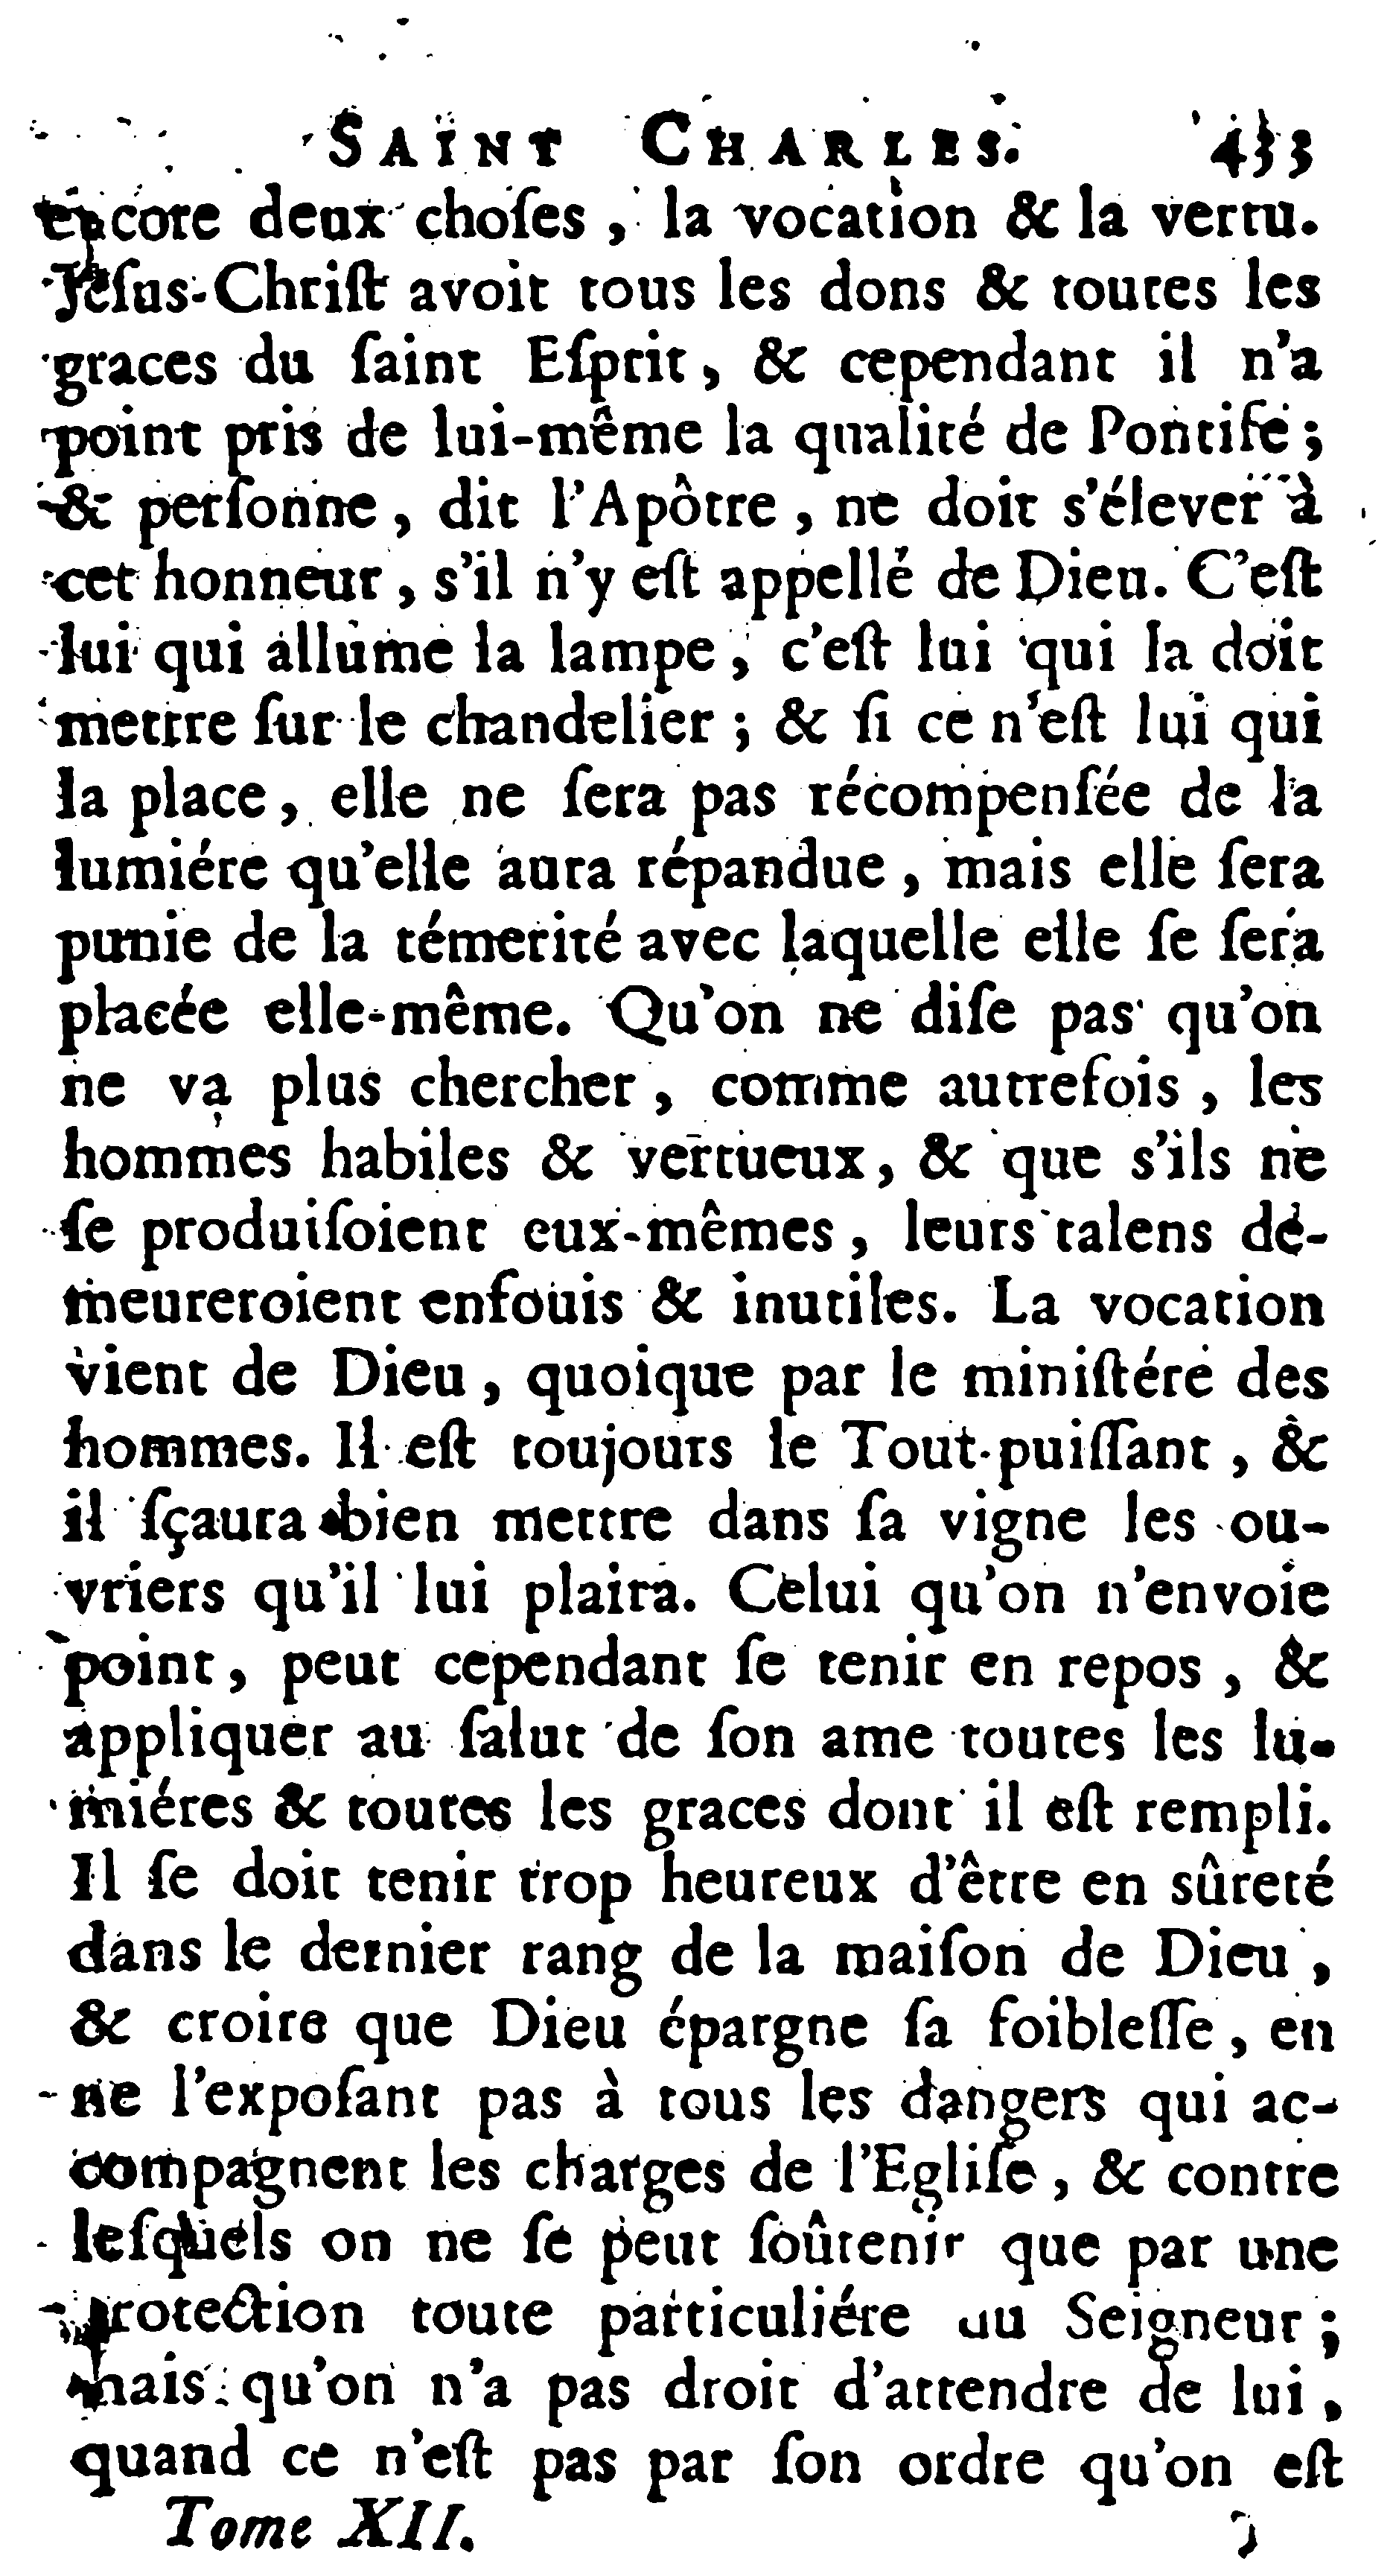 SAINT CHARLES. 433
encore deux choſes, la vocation & la vertu.
Jeſus-Chriſt avoit tous les dons & toutes les
graces du ſaint Eſprit, & cependant il n'a
point pris de lui-même la qualité de Pontife;
& perſonne, dit l'Apôtre, ne doit s'élever à
cet honneur, s'il n'y eſt appellé de Dieu. C'eſt
lui qui allume la lampe, c'eſt lui qui la doit
mettre ſur le chandelier; & ſi ce n'eſt lui qui
la place, elle ne ſera pas récompenſée de la
lumiére qu'elle aura répandue, mais elle ſera
punie de la témerité avec laquelle elle ſe ſera
placée elle-même. Qu'on ne diſe pas qu'on
ne va plus chercher, comme autrefois, les
hommes habiles & vertueux, & que s'ils ne
ſe produiſoient eux-mêmes, leurs talens de-
meureroient enfouis & inutiles. La vocation
vient de Dieu, quoique par le miniſtére des
hommes. Il eſt toujours le Tout-puiſſant, &
il ſçaura bien mettre dans ſa vigne les ou-
vriers qu'il lui plaira. Celui qu'on n'envoie
point, peut cependant ſe tenir en repos, &
appliquer au ſalut de ſon ame toutes les lu-
miéres & toutes les graces dont il eſt rempli.
Il ſe doit tenir trop heureux d'être en sûreté
dans le dernier rang de la maiſon de Dieu,
& croire que Dieu épargne ſa foibleſſe, en
ne l'expoſant pas à tous les dangers qui ac-
compagnent les charges de l'Egliſe, & contre
leſquels on ne ſe peut ſoûtenir que par une
protection toute particuliére du Seigneur;
mais qu'on n'a pas droit d'attendre de lui,
quand ce n'eſt pas par ſon ordre qu'on eſt
Tome XII.